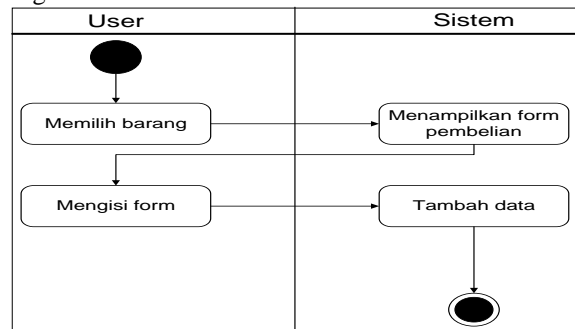 User
Sistem
Memilih barang
Menampilkan form
pembelian
Mengisi form
Tambah data